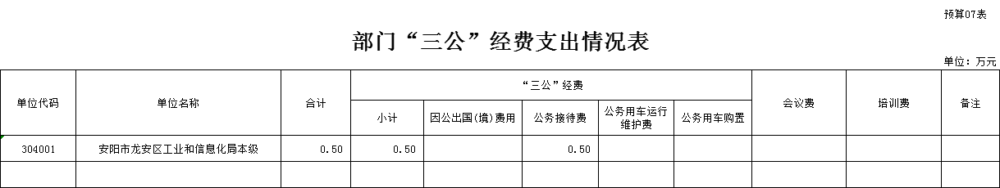 预算07表
部门“三公”经费支出情况表
单位：万元
单位代码 单位名称 合计 “三公”经费 会议费 培训费 备注
小计 因公出国(境)费用 公务接待费 公务用车运行维护费 公务用车购置
304001 安阳市龙安区工业和信息化局本级 0.50 0.50 0.50